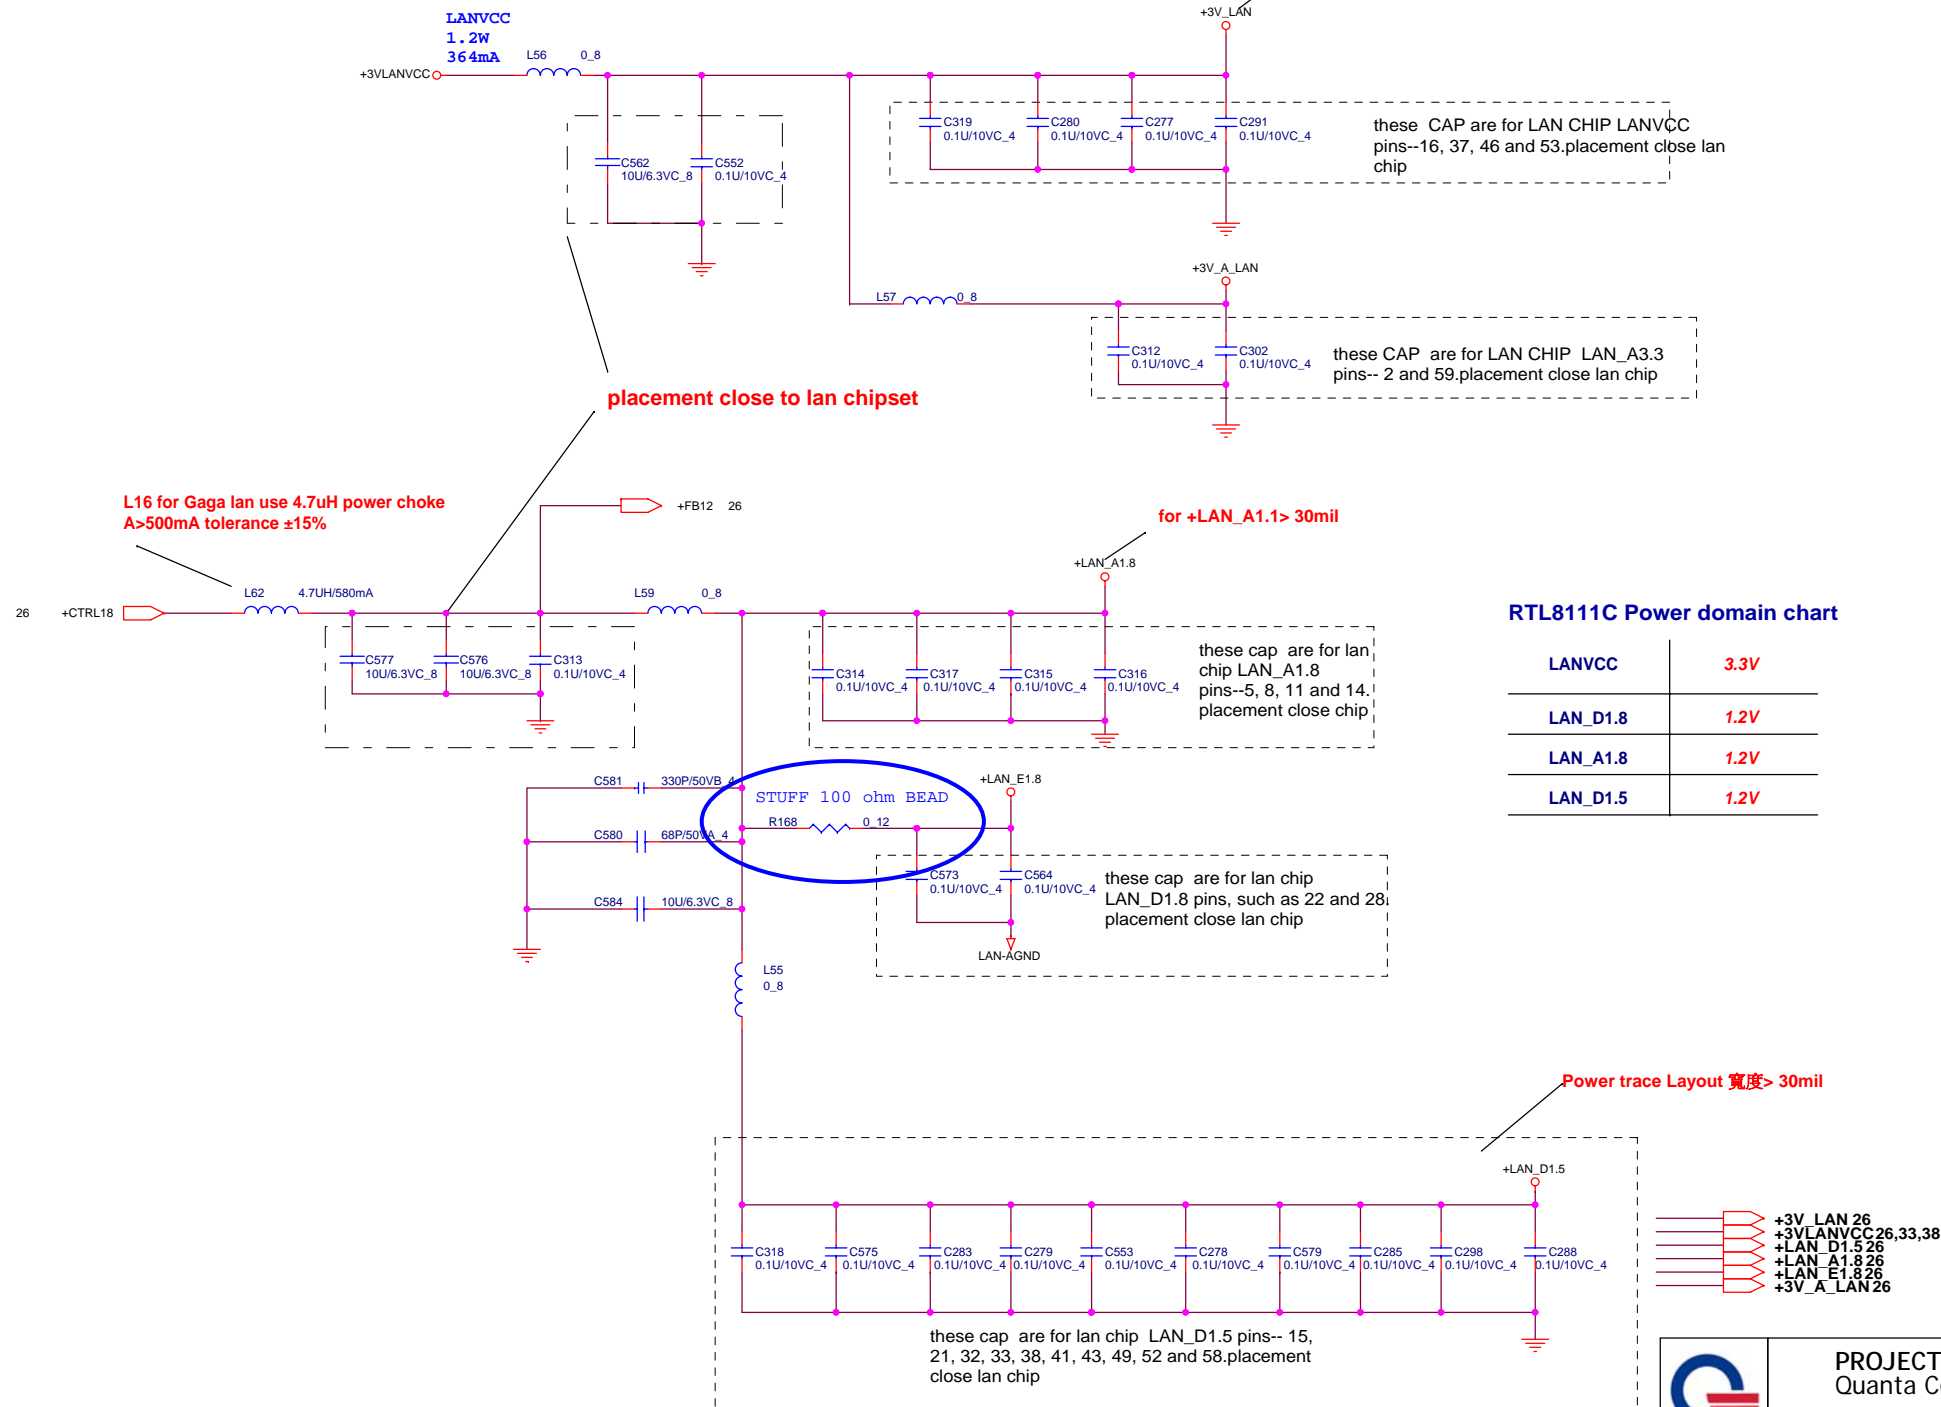 +3V_LAN
LANVCC
1.2W
364mA
L56
0_8
+3VLANVCC
C319
0.1U/10VC_4
C280
0.1U/10VC_4
C277
0.1U/10VC_4
C291
0.1U/10VC_4
these CAP are for LAN CHIP LANVCC
pins--16, 37, 46 and 53.placement close lan
chip
C562
10U/6.3VC_8
C552
0.1U/10VC_4
+3V_A_LAN
L57
0_8
C312
0.1U/10VC_4
C302
0.1U/10VC_4
these CAP are for LAN CHIP LAN_A3.3
pins-- 2 and 59.placement close lan chip
placement close to lan chipset
L16 for Gaga lan use 4.7uH power choke
A>500mA tolerance ±15%
+FB12 26
for +LAN_A1.1> 30mil
+LAN_A1.8
26 +CTRL18
L62
4.7UH/580mA
L59
0_8
C577
10U/6.3VC_8
C576
10U/6.3VC_8
C313
0.1U/10VC_4
C314
0.1U/10VC_4
C317
0.1U/10VC_4
C315
0.1U/10VC_4
C316
0.1U/10VC_4
these cap are for lan
chip LAN_A1.8
pins--5, 8, 11 and 14.
placement close chip
RTL8111C Power domain chart
LANVCC 3.3V
LAN_D1.8 1.2V
LAN_A1.8 1.2V
LAN_D1.5 1.2V
C581
330P/50VB_4
STUFF 100 ohm BEAD
+LAN_E1.8
R168
0_12
C580
68P/50VA_4
C573
0.1U/10VC_4
C564
0.1U/10VC_4
these cap are for lan chip
LAN_D1.8 pins, such as 22 and 28.
placement close lan chip
C584
10U/6.3VC_8
LAN-AGND
L55
0_8
Power trace Layout 寬度> 30mil
+LAN_D1.5
C318
0.1U/10VC_4
C575
0.1U/10VC_4
C283
0.1U/10VC_4
C279
0.1U/10VC_4
C553
0.1U/10VC_4
C278
0.1U/10VC_4
C579
0.1U/10VC_4
C285
0.1U/10VC_4
C298
0.1U/10VC_4
C288
0.1U/10VC_4
these cap are for lan chip LAN_D1.5 pins-- 15,
21, 32, 33, 38, 41, 43, 49, 52 and 58.placement
close lan chip
+3V_LAN 26
+3VLANVCC 26,33,38
+LAN_D1.5 26
+LAN_A1.8 26
+LAN_E1.8 26
+3V_A_LAN 26
PROJECT
Quanta C